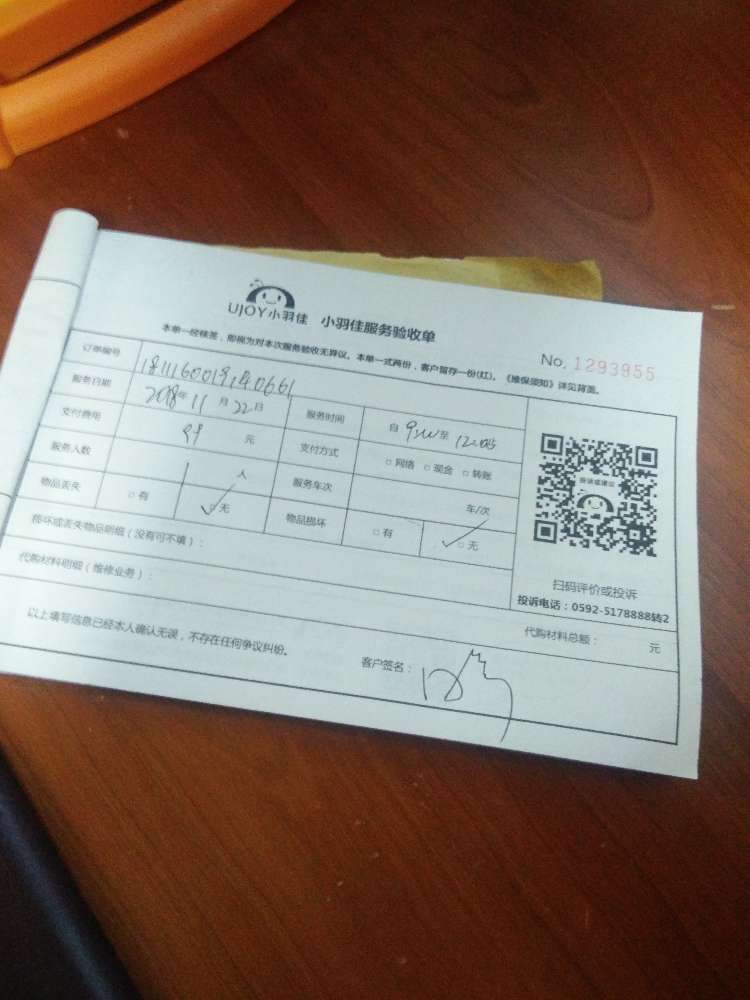 UJOY小羽佳 小羽佳服务验收单
No. 1293955
本单一经核签，即视为对本次服务验收无异议。本单一式两份，客户留存一份(红)。《维保须知》详见背面。
订单编号
服务日期 2018年11月22日 服务时间 自 至 12:05
支付费用 99 元 支付方式 □网络 □现金 □转账
服务人数 1 人 服务车次 车/次
物品丢失 □有 ✓□无 物品损坏 □有 ✓□无
损坏或丢失物品明细（没有可不填）：
代购材料明细（维修业务）：
投诉或建议
扫码评价或投诉
投诉电话：0592-5178888转2
代购材料总额： 元
以上填写信息已经本人确认无误，不存在任何争议纠纷。
客户签名：